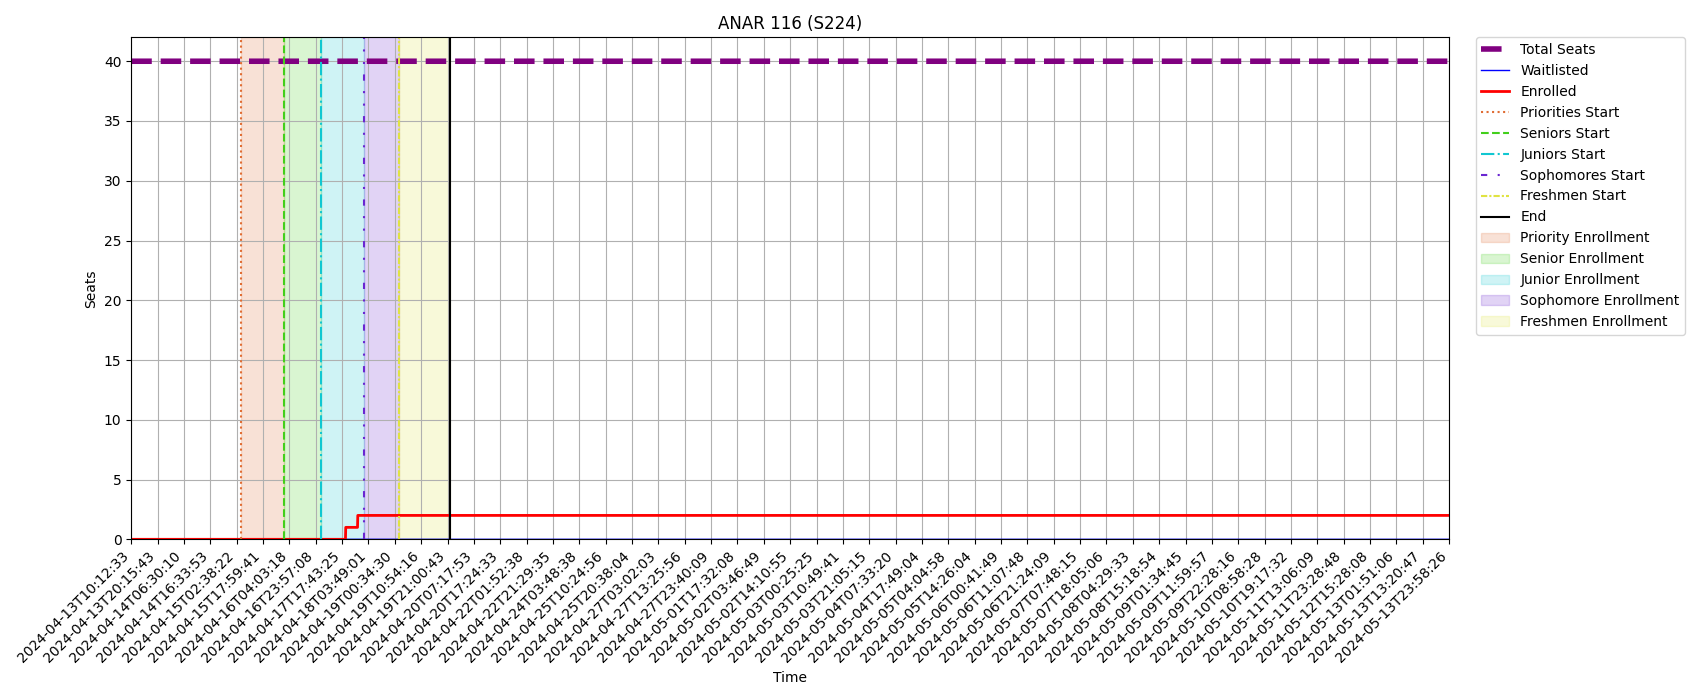 ANAR 116 (S224)
Seats
40
35
30
25
20
15
10
5
0
2024-04-13T10:12:33
2024-04-13T20:15:43
2024-04-14T06:30:10
2024-04-14T16:33:53
2024-04-15T02:38:22
2024-04-15T17:59:41
2024-04-16T04:03:18
2024-04-16T23:57:08
2024-04-17T17:43:25
2024-04-18T03:49:01
2024-04-19T00:34:30
2024-04-19T10:54:16
2024-04-19T21:00:43
2024-04-20T07:17:53
2024-04-20T17:24:33
2024-04-22T01:52:38
2024-04-22T21:29:35
2024-04-24T03:48:38
2024-04-25T10:24:56
2024-04-25T20:38:04
2024-04-27T03:02:03
2024-04-27T13:25:56
2024-04-27T23:40:09
2024-05-01T17:32:08
2024-05-02T03:46:49
2024-05-02T14:10:55
2024-05-03T00:25:25
2024-05-03T10:49:41
2024-05-03T21:05:15
2024-05-04T07:33:20
2024-05-04T17:49:04
2024-05-05T04:04:58
2024-05-05T14:26:04
2024-05-06T00:41:49
2024-05-06T11:07:48
2024-05-06T21:24:09
2024-05-07T07:48:15
2024-05-07T18:05:06
2024-05-08T04:29:33
2024-05-08T15:18:54
2024-05-09T01:34:45
2024-05-09T11:59:57
2024-05-09T22:28:16
2024-05-10T08:58:28
2024-05-10T19:17:32
2024-05-11T13:06:09
2024-05-11T23:28:48
2024-05-12T15:28:08
2024-05-13T01:51:06
2024-05-13T13:20:47
2024-05-13T23:58:26
Time
Total Seats
Waitlisted
Enrolled
Priorities Start
Seniors Start
Juniors Start
Sophomores Start
Freshmen Start
End
Priority Enrollment
Senior Enrollment
Junior Enrollment
Sophomore Enrollment
Freshmen Enrollment